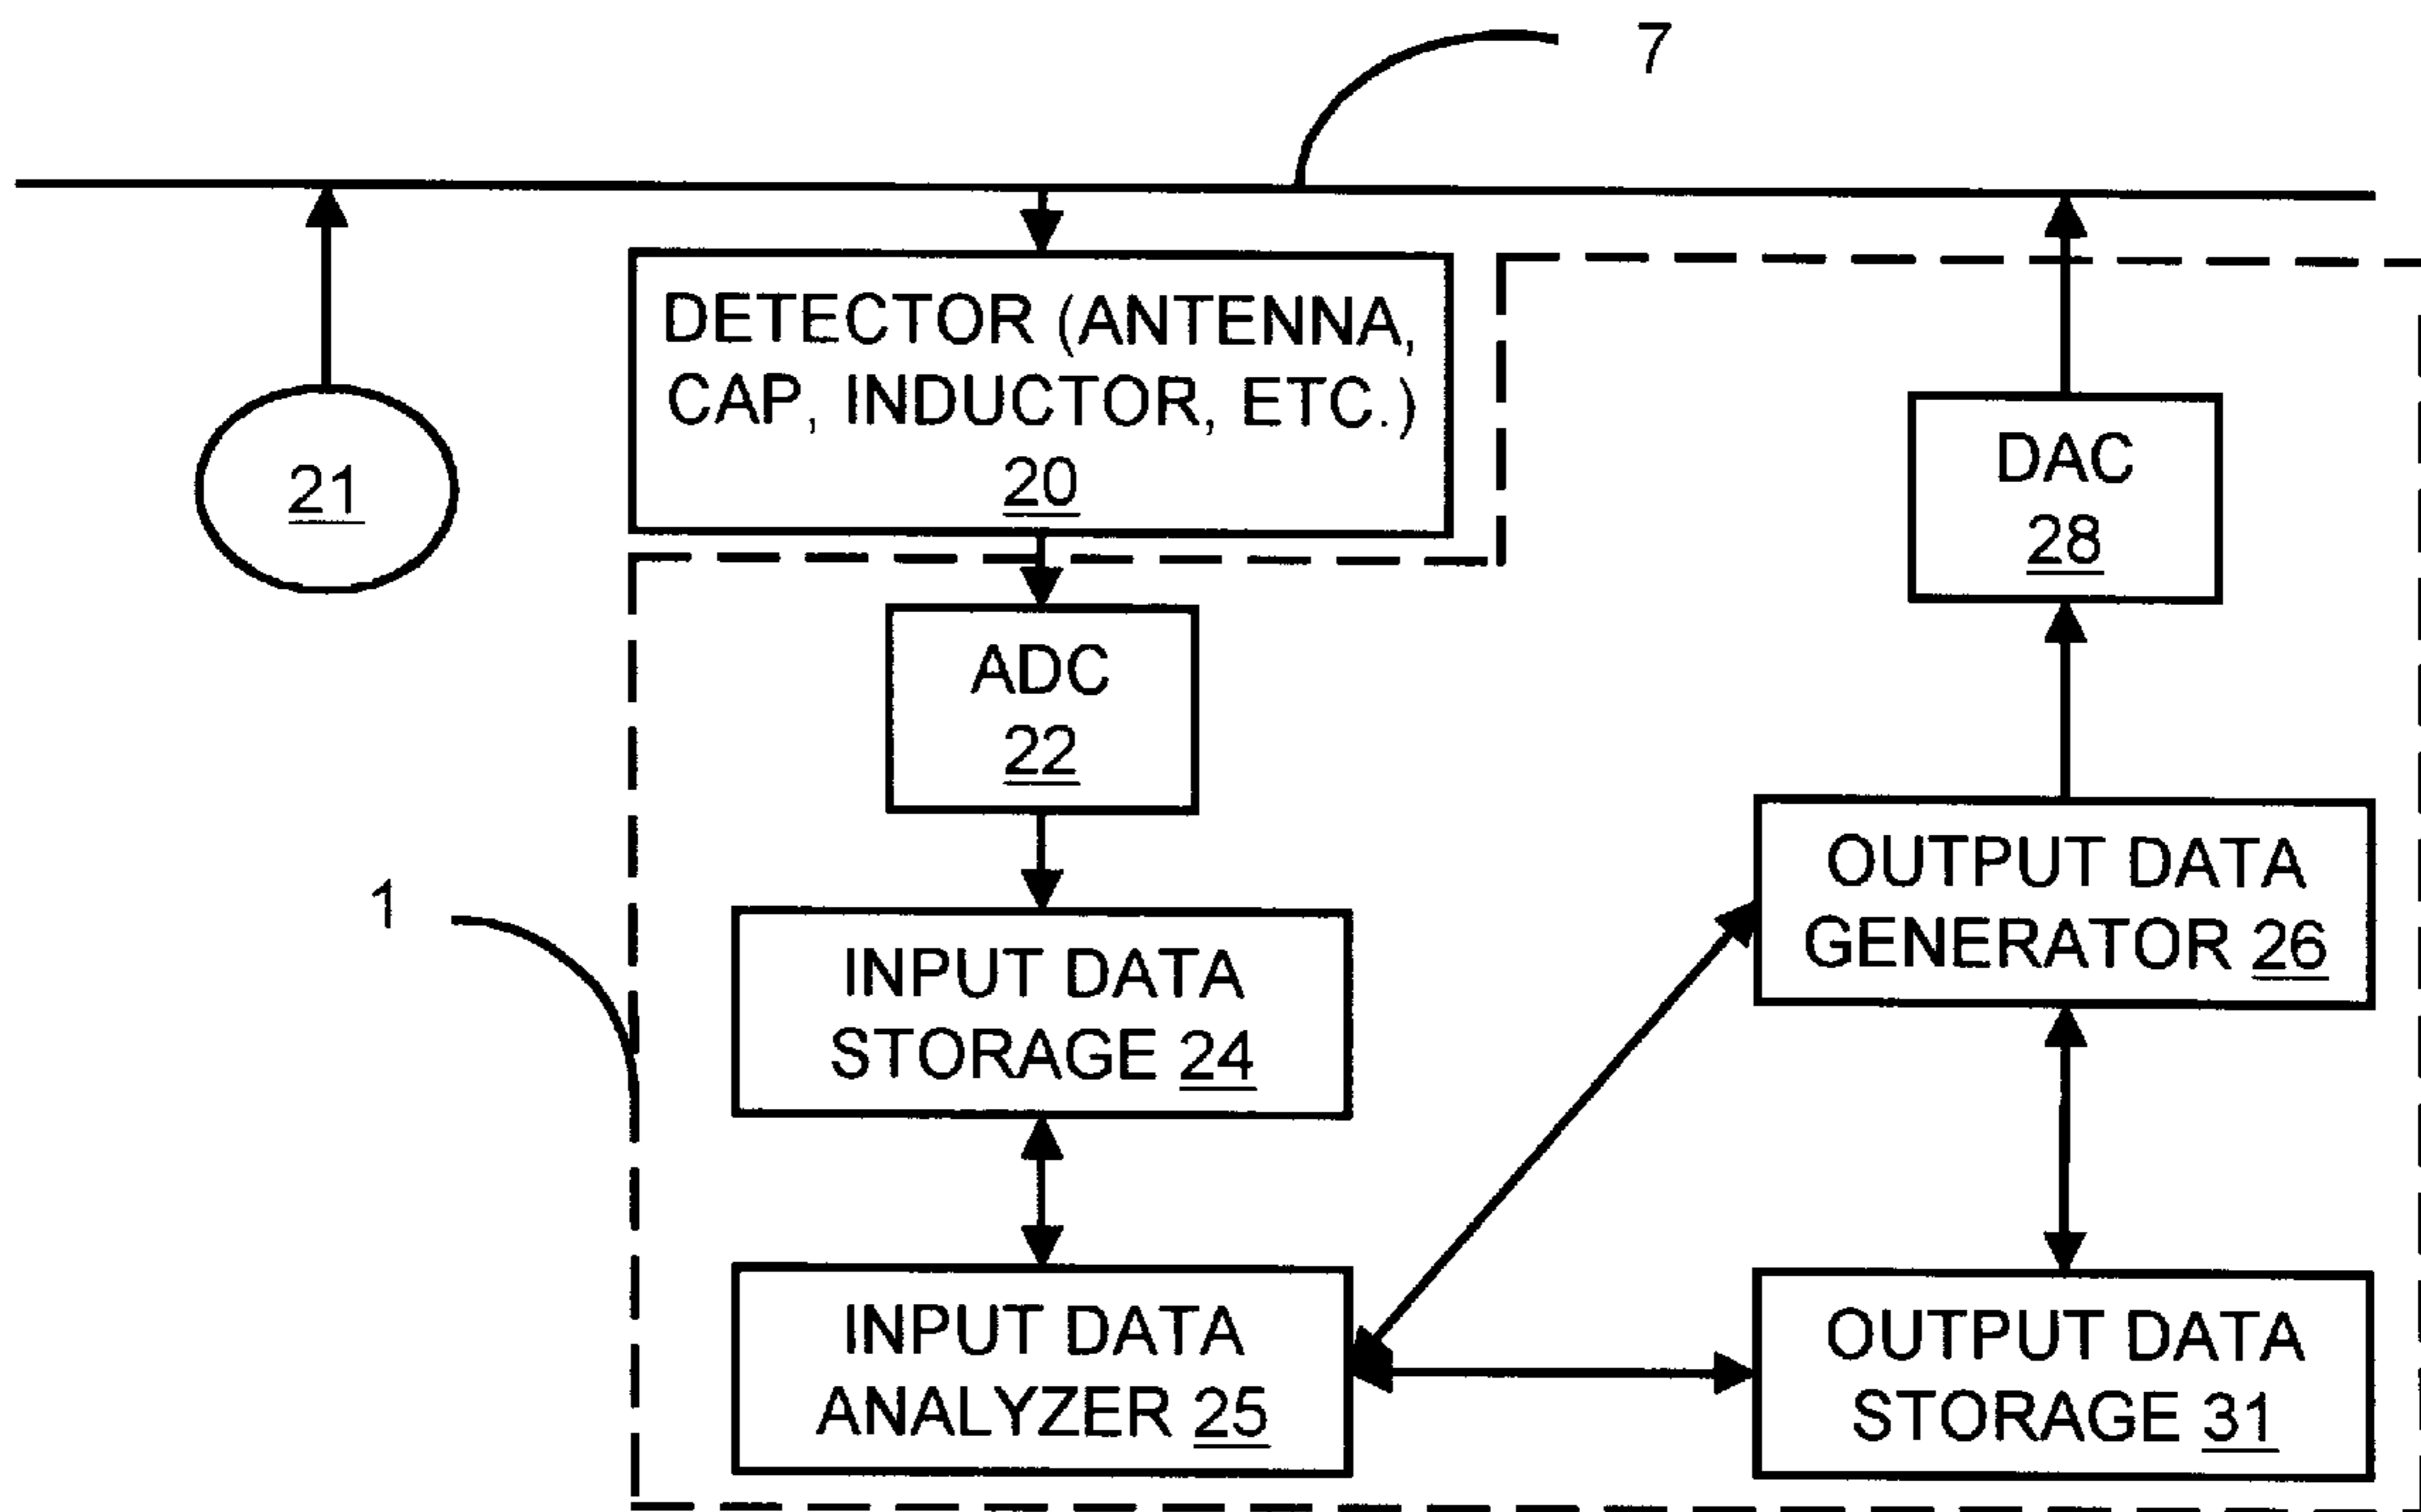 7
DETECTOR (ANTENNA,
CAP, INDUCTOR, ETC.)
20
21
DAC
28
ADC
22
OUTPUT DATA
GENERATOR 26
1
INPUT DATA
STORAGE 24
INPUT DATA
ANALYZER 25
OUTPUT DATA
STORAGE 31